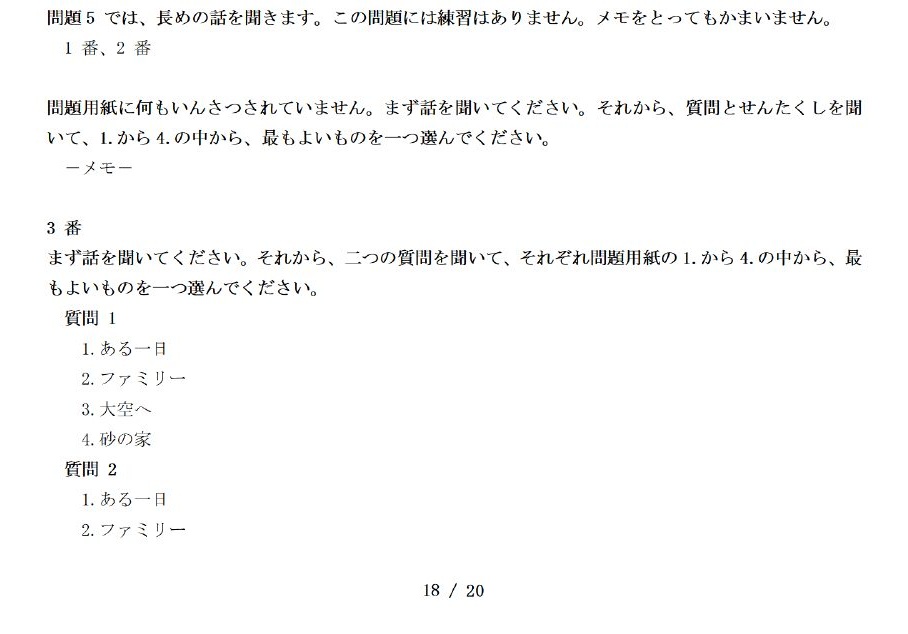 問題5 では、長めの話を聞きます。この問題には練習はありません。メモをとってもかまいません。
1 番、2 番
問題用紙に何もいんさつされていません。まず話を聞いてください。それから、質問とせんたくしを聞
いて、1.から 4.の中から、最もよいものを一つ選んでください。
－メモ－
3 番
まず話を聞いてください。それから、二つの質問を聞いて、それぞれ問題用紙の 1.から 4.の中から、最
もよいものを一つ選んでください。
質問 1
1.ある一日
2.ファミリー
3.大空へ
4.砂の家
質問 2
1.ある一日
2.ファミリー
18 / 20